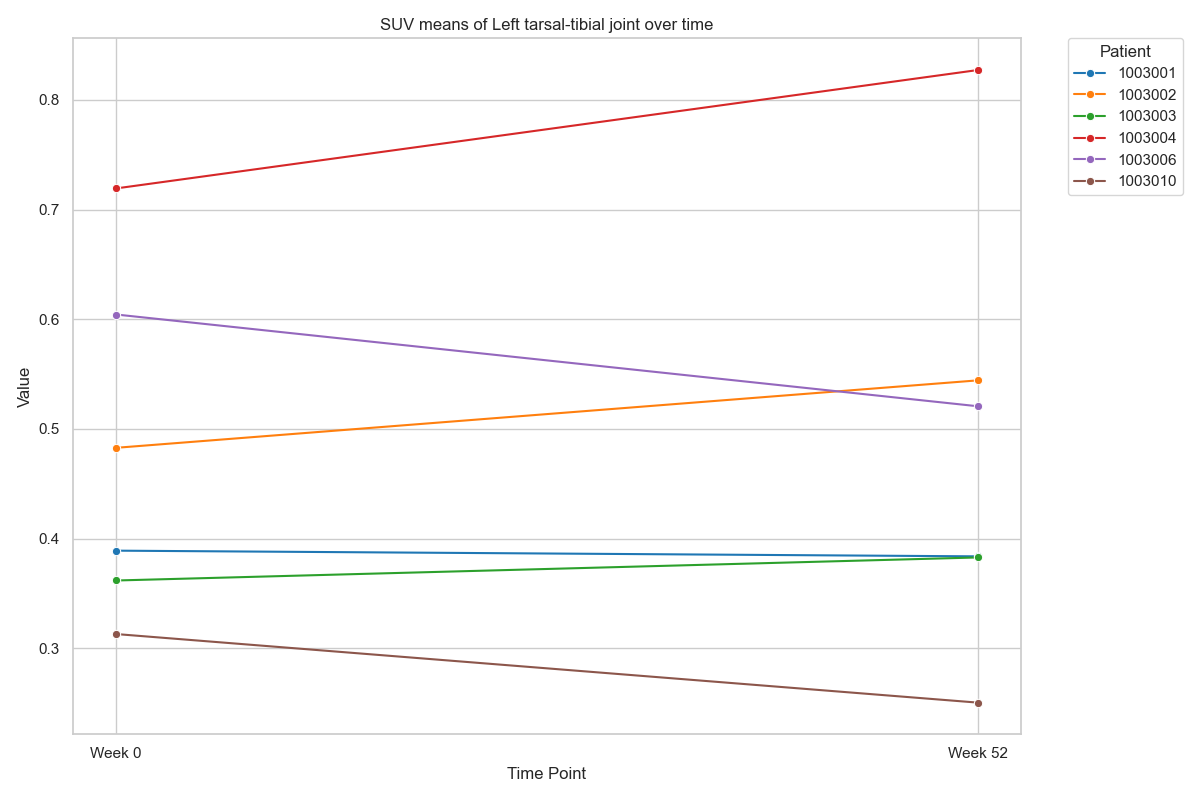 SUV means of Left tarsal-tibial joint over time
Patient
1003001
1003002
1003003
1003004
1003006
1003010
Value
0.8
0.7
0.6
0.5
0.4
0.3
Week 0
Week 52
Time Point